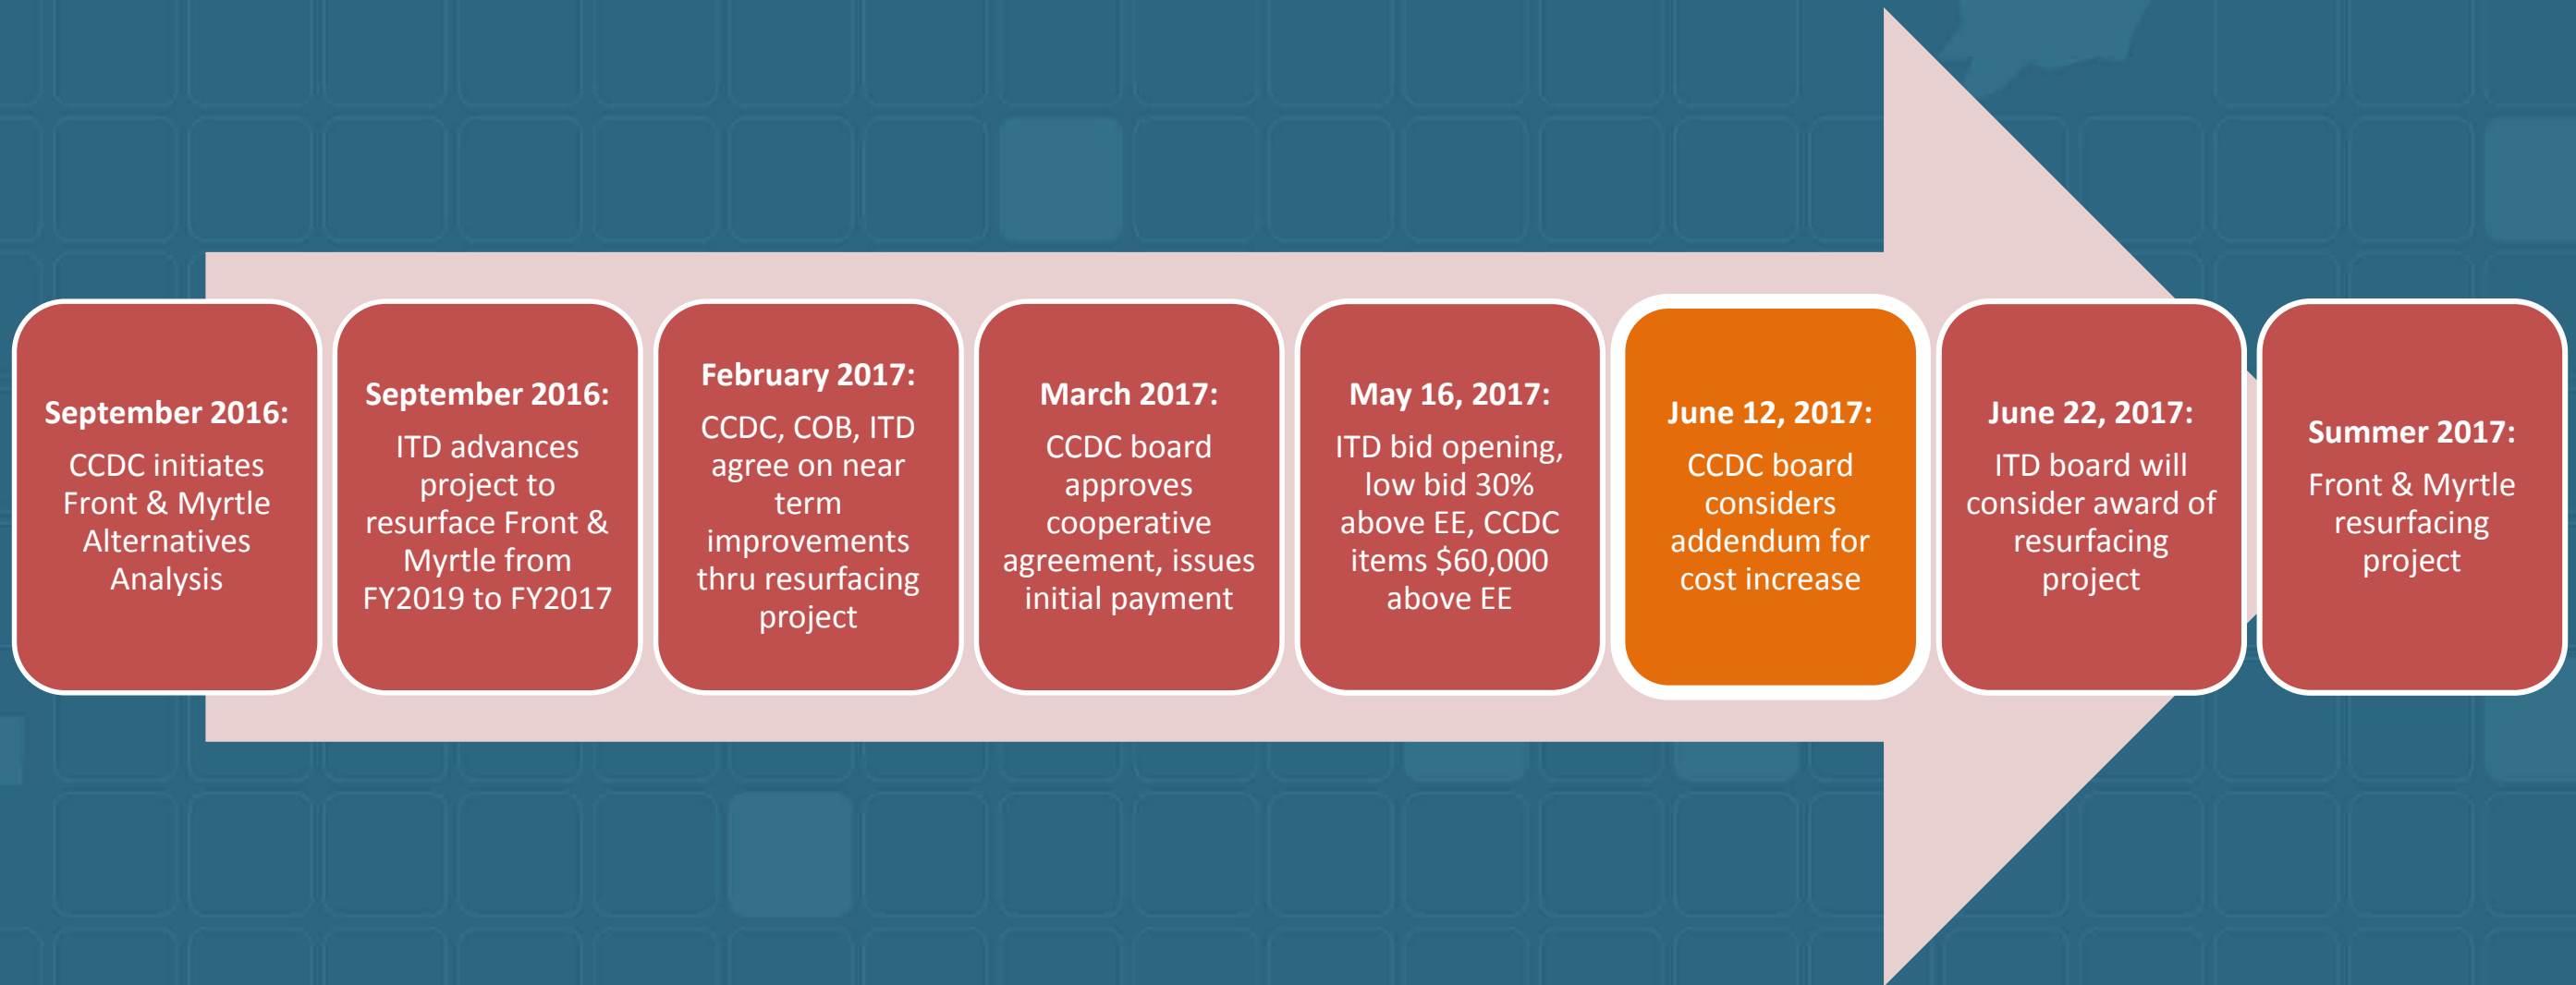 September 2016:
CCDC initiates
Front & Myrtle
Alternatives
Analysis
September 2016:
ITD advances
project to
resurface Front &
Myrtle from
FY2019 to FY2017
February 2017:
CCDC, COB, ITD
agree on near
term
improvements
thru resurfacing
project
March 2017:
CCDC board
approves
cooperative
agreement, issues
initial payment
May 16, 2017:
ITD bid opening,
low bid 30%
above EE, CCDC
items $60,000
above EE
June 12, 2017:
CCDC board
considers
addendum for
cost increase
June 22, 2017:
ITD board will
consider award of
resurfacing
project
Summer 2017:
Front & Myrtle
resurfacing
project